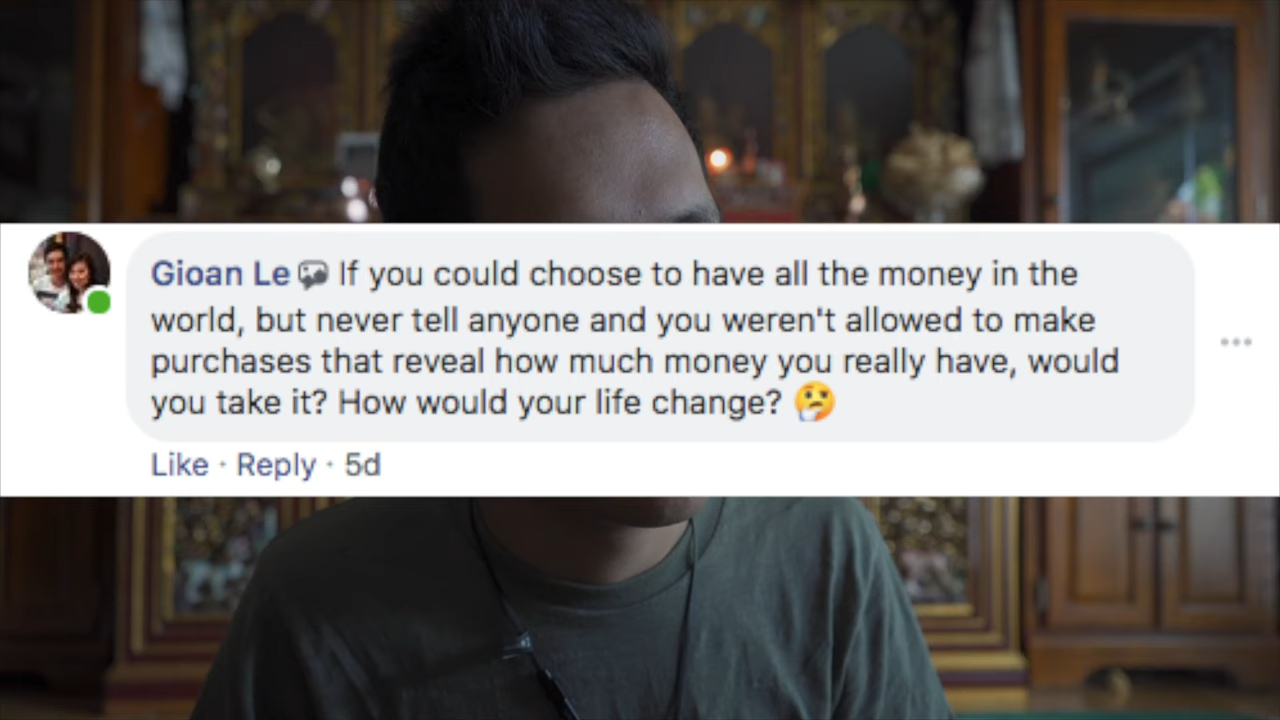 Gioan Le If you could choose to have all the money in the
world, but never tell anyone and you weren't allowed to make
purchases that reveal how much money you really have, would
you take it? How would your life change? 🤔
Like · Reply · 5d